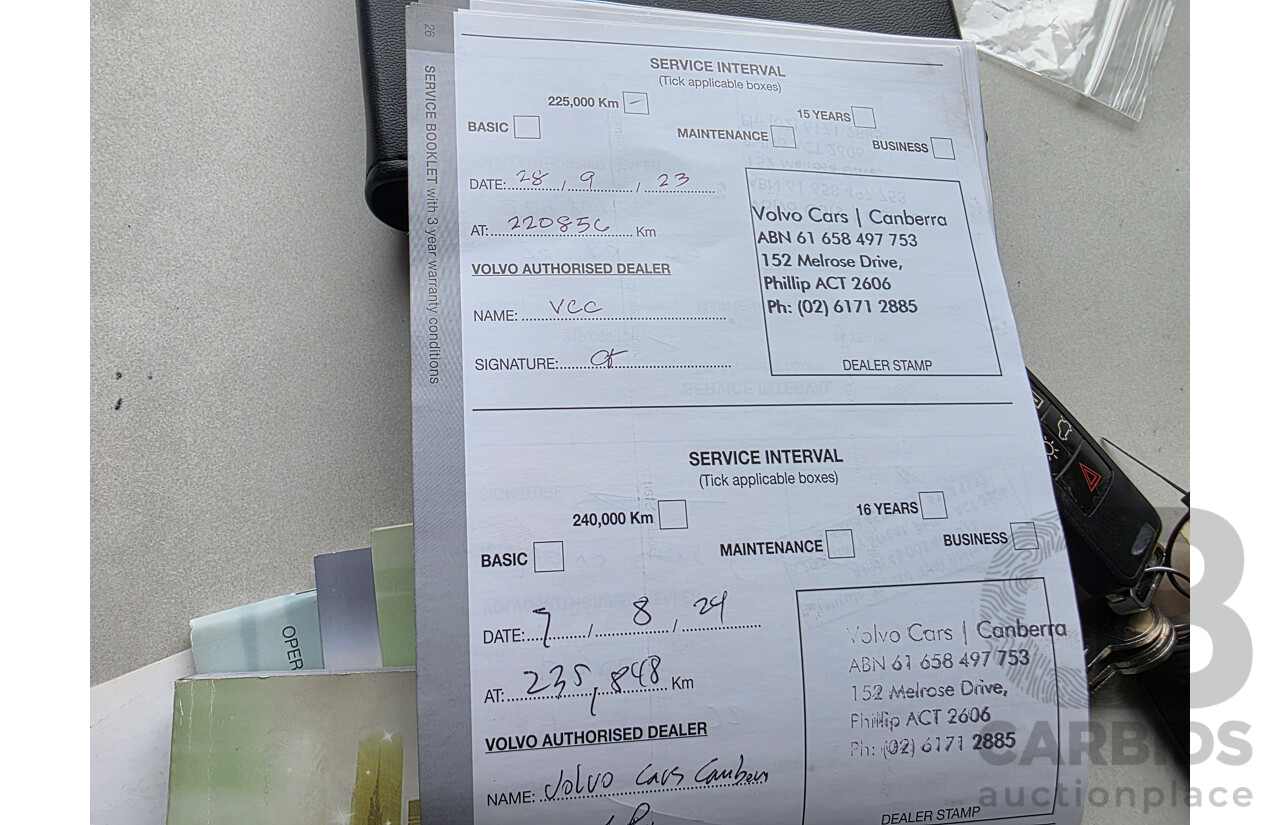 26 SERVICE BOOKLET with 3 year warranty conditions
SERVICE INTERVAL
(Tick applicable boxes)
225,000 Km
15 YEARS
BASIC
MAINTENANCE
BUSINESS
DATE: 28 / 9 / 23
AT: 220856 Km
VOLVO AUTHORISED DEALER
NAME: VCC
SIGNATURE:
Volvo Cars | Canberra
ABN 61 658 497 753
152 Melrose Drive,
Phillip ACT 2606
Ph: (02) 6171 2885
DEALER STAMP
SERVICE INTERVAL
(Tick applicable boxes)
240,000 Km
16 YEARS
BASIC
MAINTENANCE
BUSINESS
DATE: 7 / 8 / 24
AT: 235,848 Km
VOLVO AUTHORISED DEALER
NAME: Volvo Cars Canberra
Volvo Cars | Canberra
ABN 61 658 497 753
152 Melrose Drive,
Phillip ACT 2606
Ph: (02) 6171 2885
DEALER STAMP
OPER
CARBIDS
auctionplace